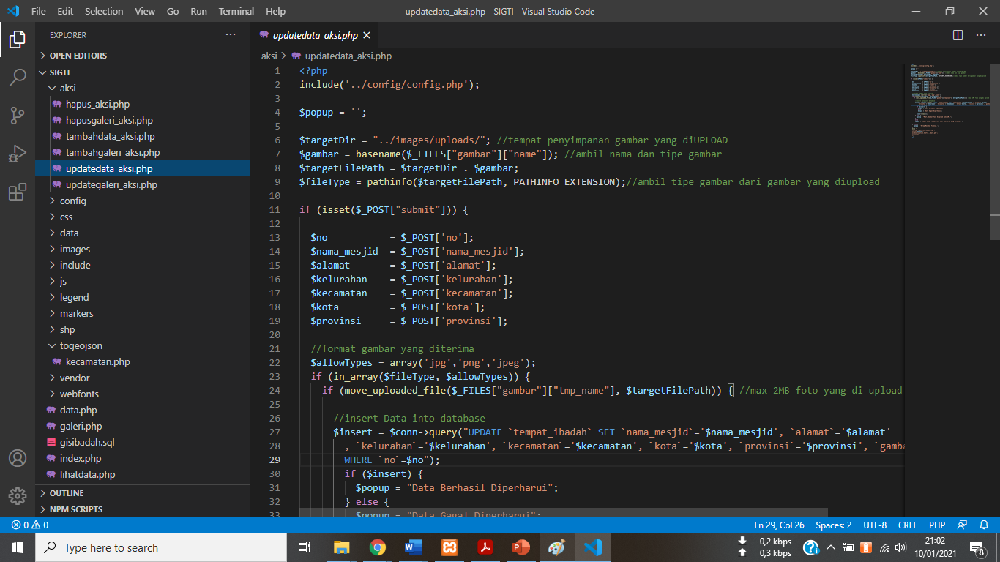 File Edit Selection View Go Run Terminal Help
updatedata_aksi.php - SIGTI - Visual Studio Code
EXPLORER
OPEN EDITORS
SIGTI
aksi
hapus_aksi.php
hapusgaleri_aksi.php
tambahdata_aksi.php
tambahgaleri_aksi.php
updatedata_aksi.php
updategaleri_aksi.php
config
css
data
images
include
js
legend
markers
shp
togeojson
kecamatan.php
vendor
webfonts
data.php
galeri.php
gisibadah.sql
index.php
lihatdata.php
OUTLINE
NPM SCRIPTS
updatedata_aksi.php
aksi > updatedata_aksi.php
1 <?php
2 include('../config/config.php');
3
4 $popup = '';
5
6 $targetDir = "../images/uploads/"; //tempat penyimpanan gambar yang diUPLOAD
7 $gambar = basename($_FILES["gambar"]["name"]); //ambil nama dan tipe gambar
8 $targetFilePath = $targetDir . $gambar;
9 $fileType = pathinfo($targetFilePath, PATHINFO_EXTENSION);//ambil tipe gambar dari gambar yang diupload
10
11 if (isset($_POST["submit"])) {
12
13 $no = $_POST['no'];
14 $nama_mesjid = $_POST['nama_mesjid'];
15 $alamat = $_POST['alamat'];
16 $kelurahan = $_POST['kelurahan'];
17 $kecamatan = $_POST['kecamatan'];
18 $kota = $_POST['kota'];
19 $provinsi = $_POST['provinsi'];
20
21 //format gambar yang diterima
22 $allowTypes = array('jpg','png','jpeg');
23 if (in_array($fileType, $allowTypes)) {
24 if (move_uploaded_file($_FILES["gambar"]["tmp_name"], $targetFilePath)) { //max 2MB foto yang di upload
25
26 //insert Data into database
27 $insert = $conn->query("UPDATE `tempat_ibadah` SET `nama_mesjid`='$nama_mesjid', `alamat`='$alamat'
28 , `kelurahan`='$kelurahan', `kecamatan`='$kecamatan', `kota`='$kota', `provinsi`='$provinsi', `gamba
29 WHERE `no`=$no");
30 if ($insert) {
31 $popup = "Data Berhasil Diperharui";
32 } else {
33 $popup = "Data Gagal Diperharui";
0 0
Ln 29, Col 26 Spaces: 2 UTF-8 CRLF PHP
Type here to search
0,2 kbps
0,3 kbps
21:02
10/01/2021
8